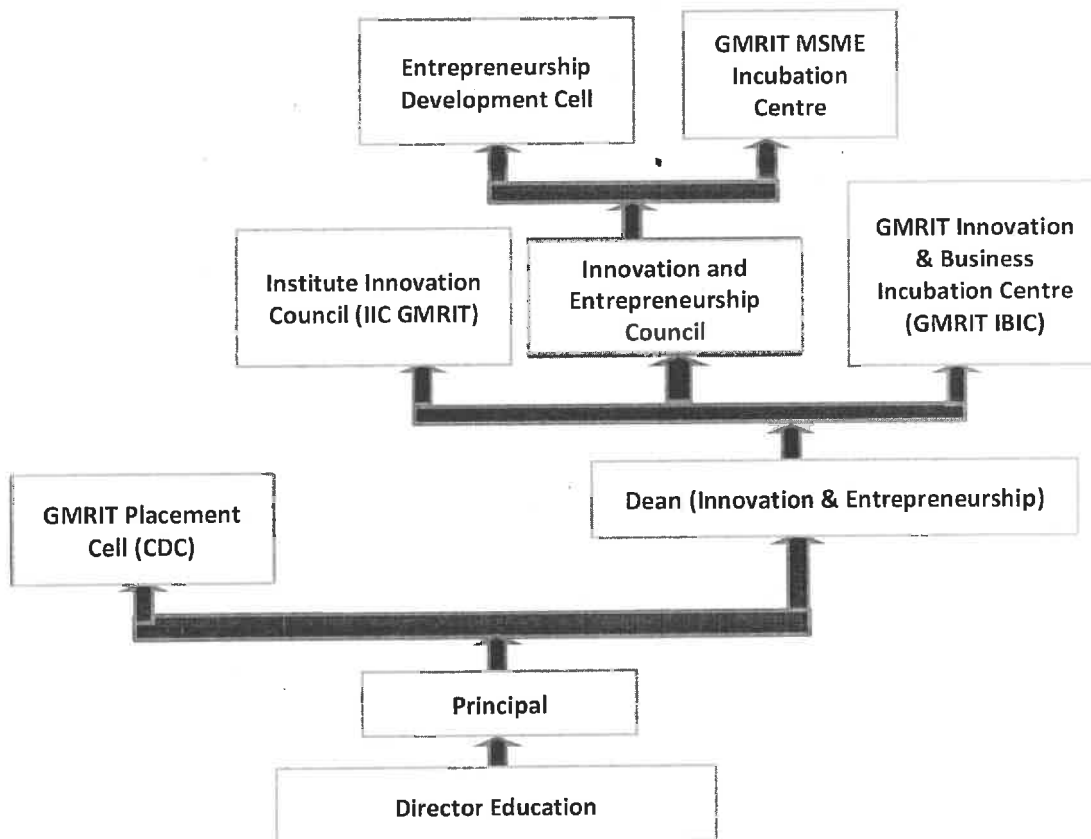 Entrepreneurship
Development Cell
GMRIT MSME
Incubation
Centre
Institute Innovation
Council (IIC GMRIT)
Innovation and
Entrepreneurship
Council
GMRIT Innovation
& Business
Incubation Centre
(GMRIT IBIC)
GMRIT Placement
Cell (CDC)
Dean (Innovation & Entrepreneurship)
Principal
Director Education